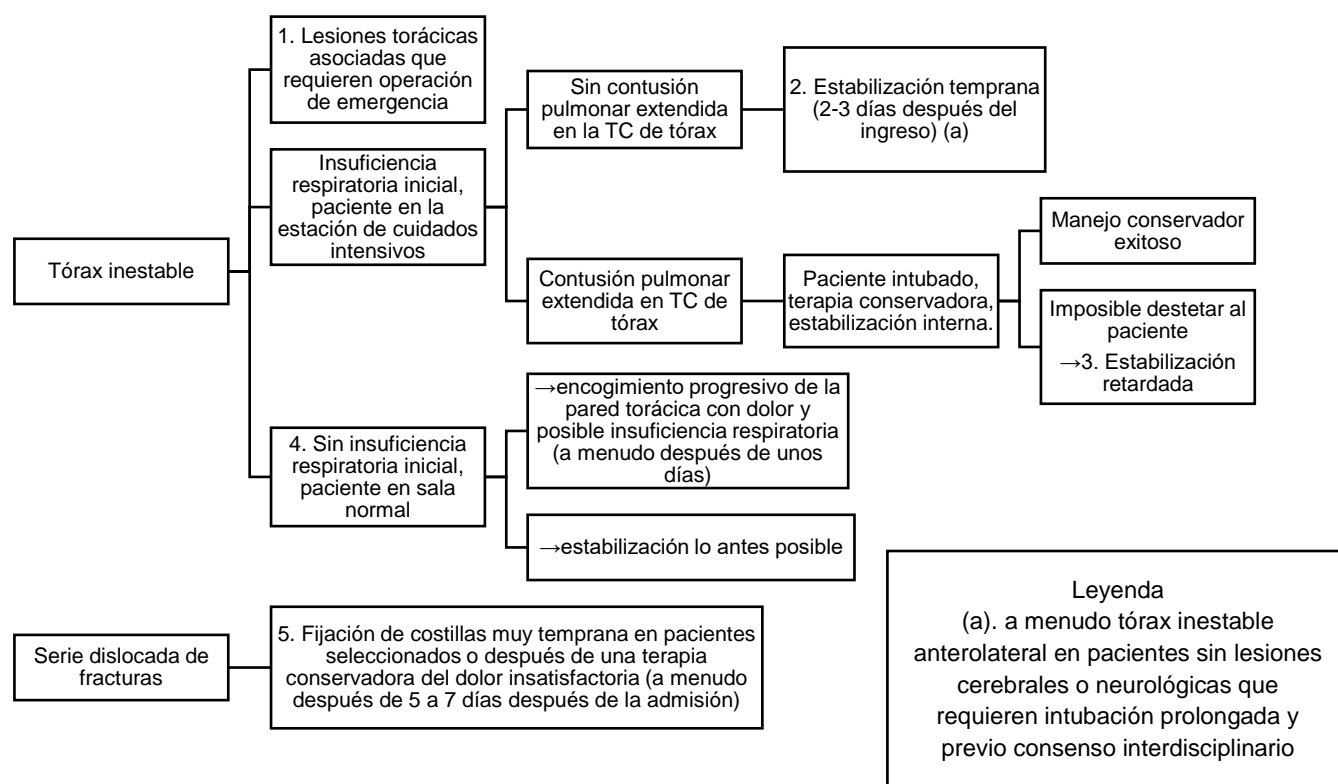 1. Lesiones torácicas
asociadas que
requieren operación
de emergencia
Sin contusión
pulmonar extendida
en la TC de tórax
2. Estabilización temprana
(2-3 días después del
ingreso) (a)
Insuficiencia
respiratoria inicial,
paciente en la
estación de cuidados
intensivos
Manejo conservador
exitoso
Tórax inestable
Contusión pulmonar
extendida en TC de
tórax
Paciente intubado,
terapia conservadora,
estabilización interna.
Imposible destetar al
paciente
→3. Estabilización
retardada
4. Sin insuficiencia
respiratoria inicial,
paciente en sala
normal
→encogimiento progresivo de la
pared torácica con dolor y
posible insuficiencia respiratoria
(a menudo después de unos
días)
→estabilización lo antes posible
Serie dislocada de
fracturas
5. Fijación de costillas muy temprana en pacientes
seleccionados o después de una terapia
conservadora del dolor insatisfactoria (a menudo
después de 5 a 7 días después de la admisión)
Leyenda
(a). a menudo tórax inestable
anterolateral en pacientes sin lesiones
cerebrales o neurológicas que
requieren intubación prolongada y
previo consenso interdisciplinario